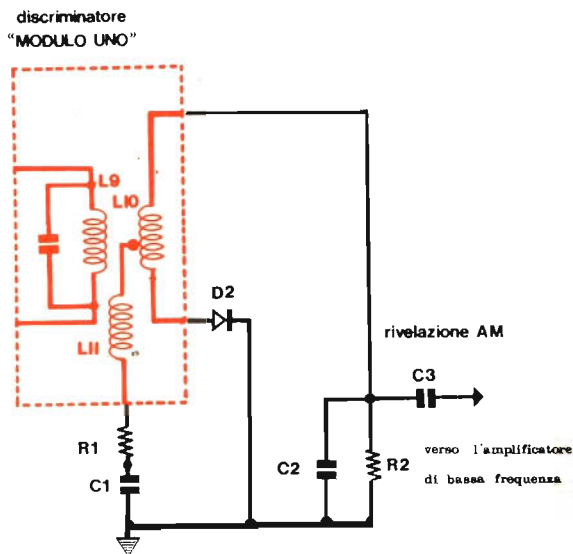 discriminatore
"MODULO UNO"
L9
L10
L11
D2
rivelazione AM
C3
R1
C1
C2
R2
verso l'amplificatore
di bassa frequenza